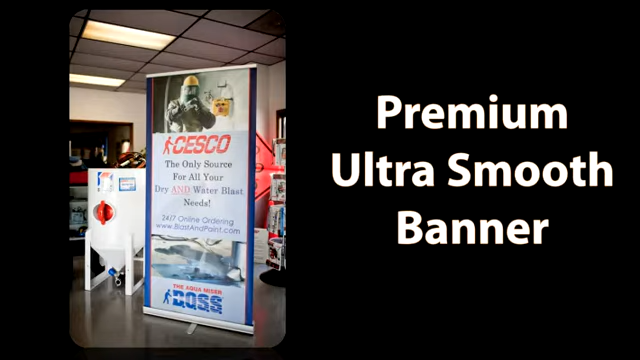 CESCO
The Only Source
For All Your
Dry AND Water Blast
Needs!
24/7 Online Ordering
www.BlastAndPaint.com
THE AQUA MISER
BOSS
Premium
Ultra Smooth
Banner